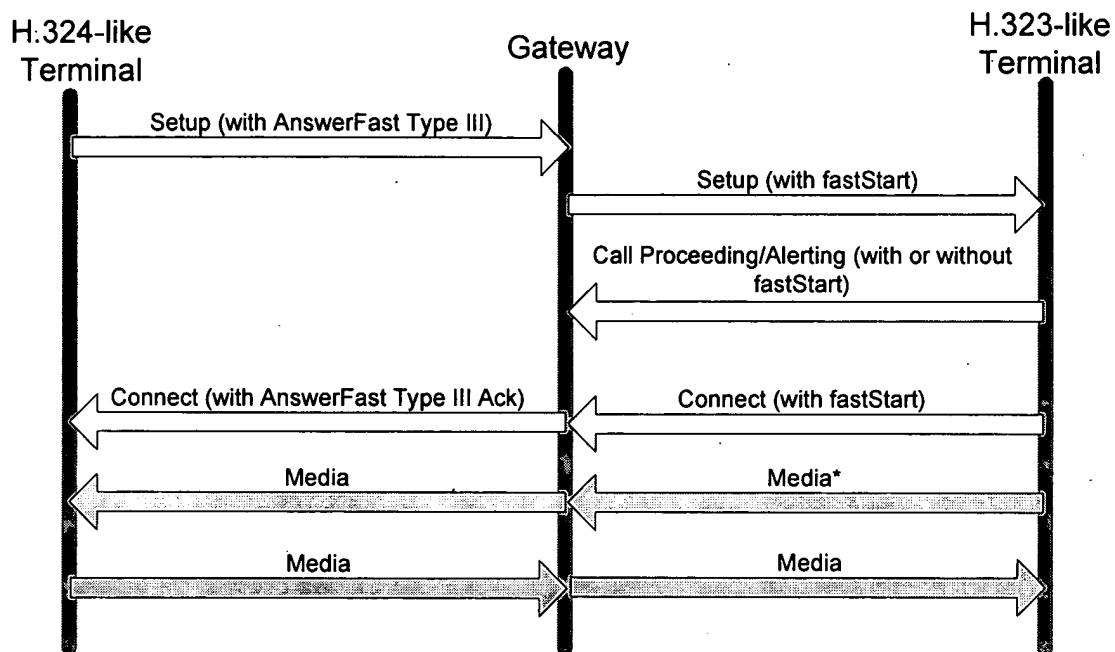 H.324-like
Terminal
Gateway
H.323-like
Terminal
Setup (with AnswerFast Type III)
Setup (with fastStart)
Call Proceeding/Alerting (with or without
fastStart)
Connect (with AnswerFast Type III Ack)
Connect (with fastStart)
Media
Media*
Media
Media